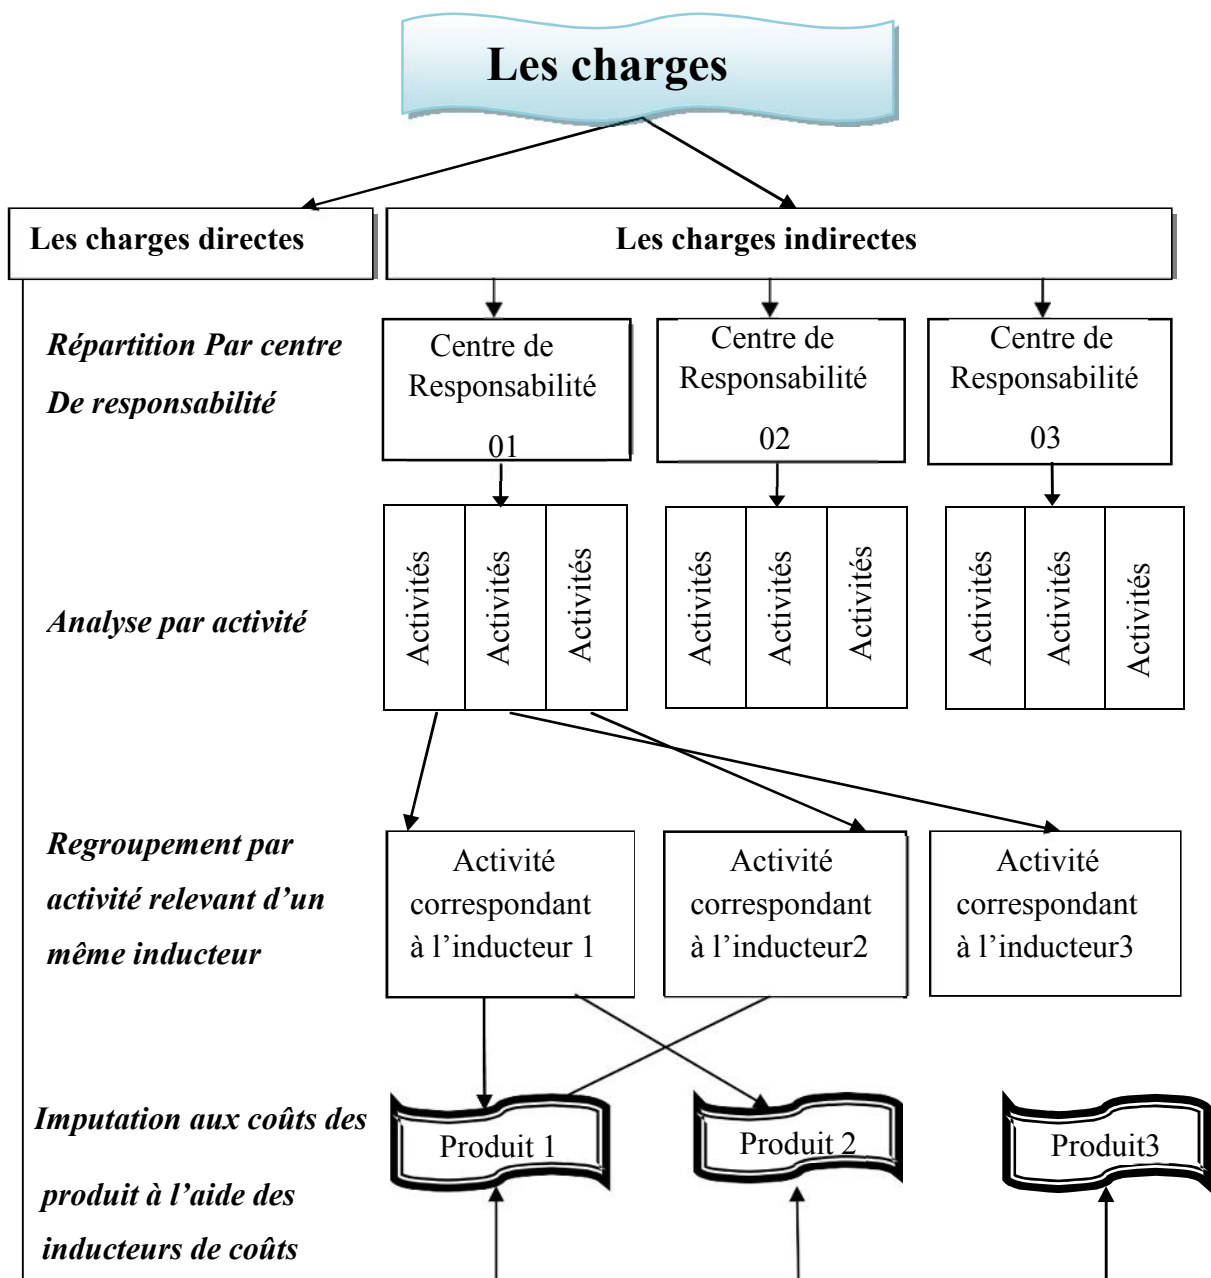 Les charges
Les charges directes
Les charges indirectes
Répartition Par centre
De responsabilité
Centre de
Responsabilité
01
Centre de
Responsabilité
02
Centre de
Responsabilité
03
Analyse par activité
Activités
Activités
Activités
Activités
Activités
Activités
Activités
Activités
Activités
Regroupement par
activité relevant d’un
même inducteur
Activité
correspondant
à l’inducteur 1
Activité
correspondant
à l’inducteur2
Activité
correspondant
à l’inducteur3
Imputation aux coûts des
produit à l’aide des
inducteurs de coûts
Produit 1
Produit 2
Produit3